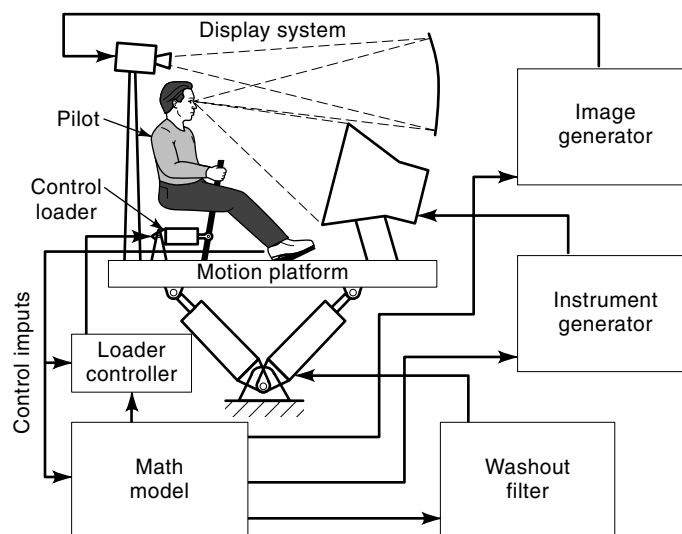 Display system
Image
generator
Pilot
Control
loader
Motion platform
Instrument
generator
Control imputs
Loader
controller
Math
model
Washout
filter